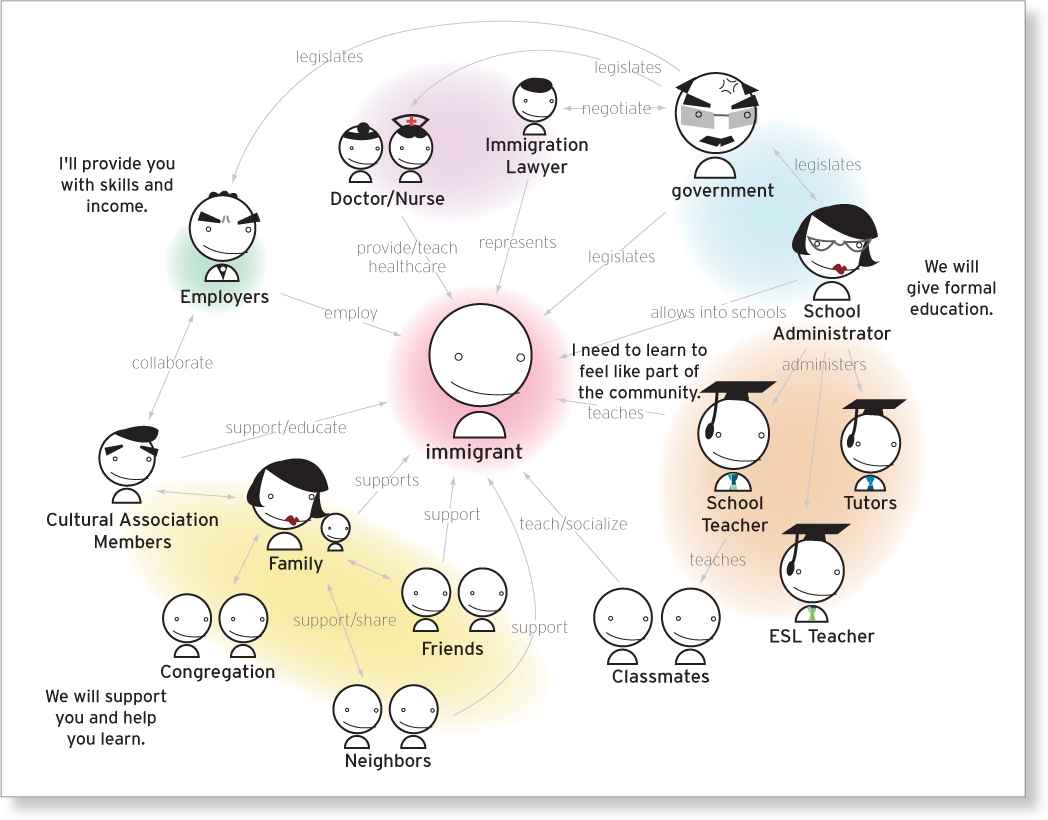 legislates
legislates
negotiate
Immigration
Lawyer
I'll provide you
with skills and
income.
Doctor/Nurse
government
legislates
provide/teach
healthcare
represents
legislates
We will
give formal
education.
Employers
employ
allows into schools
School
Administrator
collaborate
I need to learn to
feel like part of
the community.
administers
teaches
support/educate
immigrant
supports
School
Teacher
Tutors
Cultural Association
Members
support
teach/socialize
Family
teaches
support/share
support
Friends
ESL Teacher
Congregation
Classmates
We will support
you and help
you learn.
Neighbors